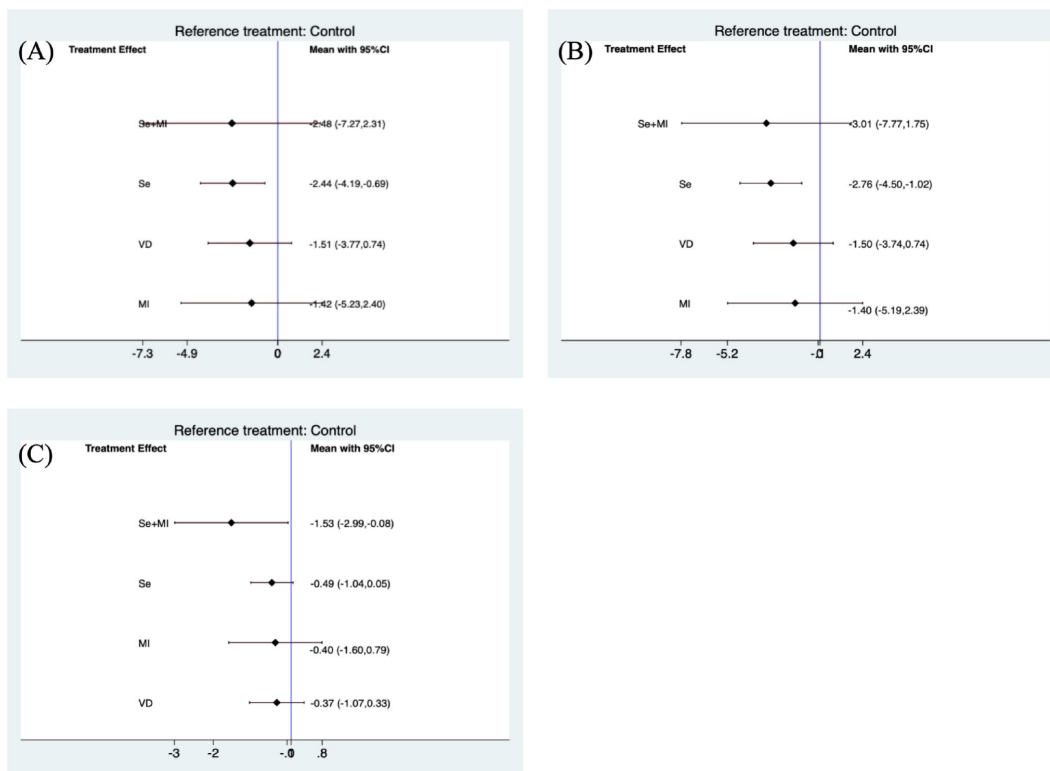 (A)
Reference treatment: Control
Treatment Effect Mean with 95%CI
Se+MI -2.48 (-7.27,2.31)
Se -2.44 (-4.19,-0.69)
VD -1.51 (-3.77,0.74)
MI -1.42 (-5.23,2.40)
-7.3 -4.9 0 2.4
(B)
Reference treatment: Control
Treatment Effect Mean with 95%CI
Se+MI -3.01 (-7.77,1.75)
Se -2.76 (-4.50,-1.02)
VD -1.50 (-3.74,0.74)
MI -1.40 (-5.19,2.39)
-7.8 -5.2 2.4
(C)
Reference treatment: Control
Treatment Effect Mean with 95%CI
Se+MI -1.53 (-2.99,-0.08)
Se -0.49 (-1.04,0.05)
MI -0.40 (-1.60,0.79)
VD -0.37 (-1.07,0.33)
-3 -2 .8